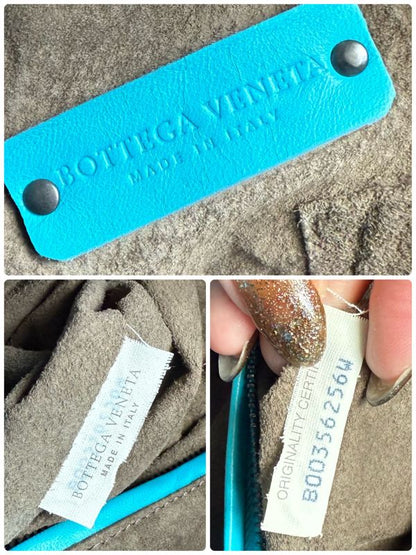 BOTTEGA VENETA
MADE IN ITALY
BOTTEGA VENETA
MADE IN ITALY
ORIGINALITY CERTI
B00356256W